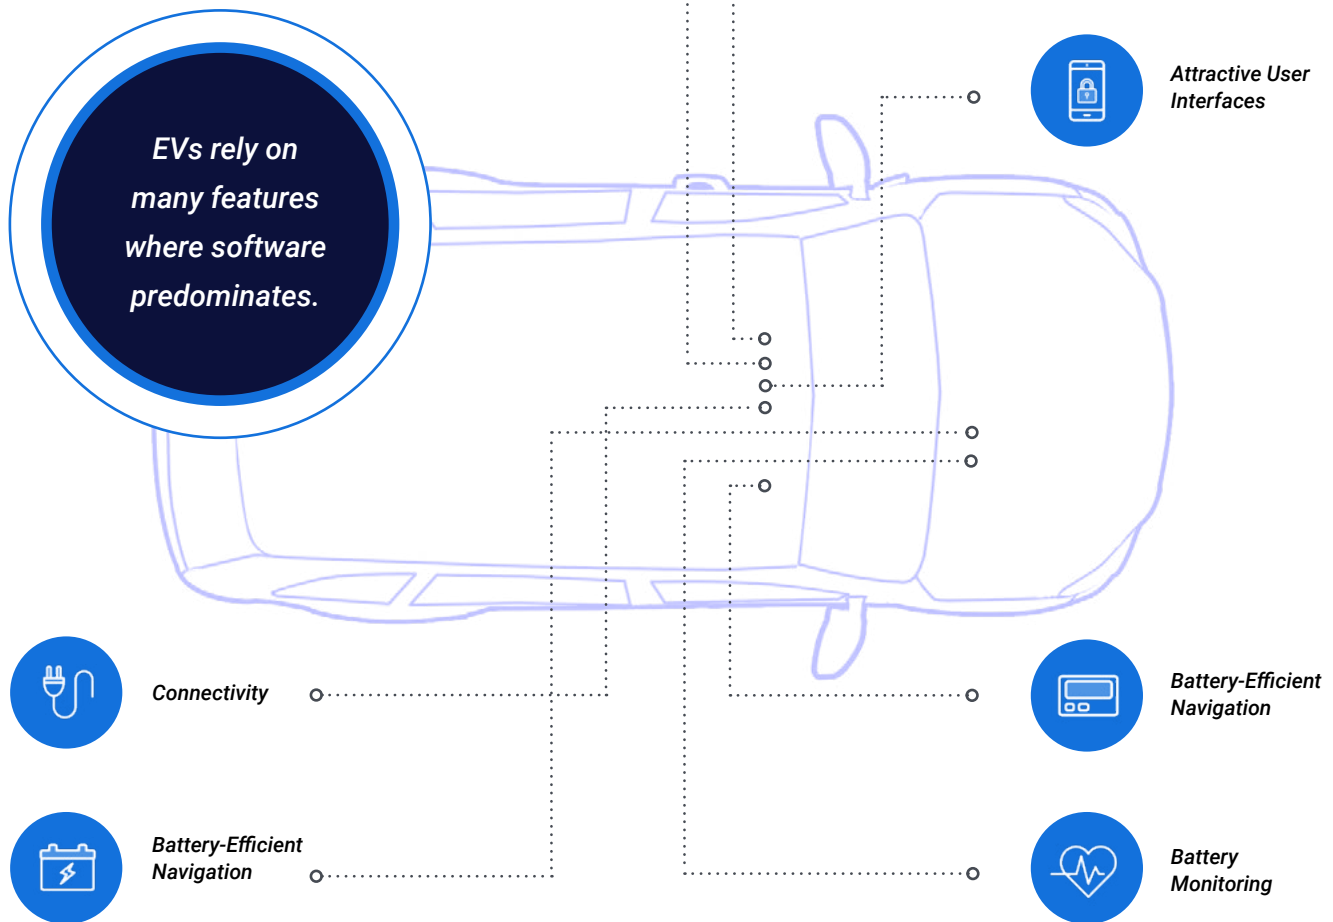 EVs rely on
many features
where software
predominates.
Attractive User
Interfaces
Connectivity
Battery-Efficient
Navigation
Battery-Efficient
Navigation
Battery
Monitoring